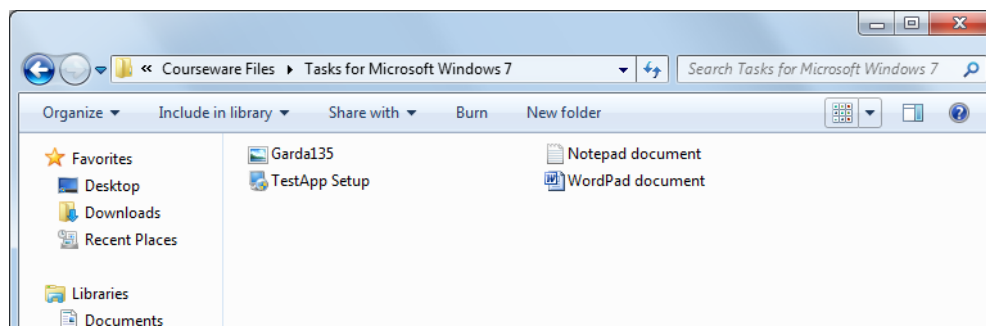 « Courseware Files ▸ Tasks for Microsoft Windows 7
Search Tasks for Microsoft Windows 7
Organize Include in library Share with Burn New folder
Favorites
Desktop
Downloads
Recent Places
Libraries
Documents
Garda135
TestApp Setup
Notepad document
WordPad document